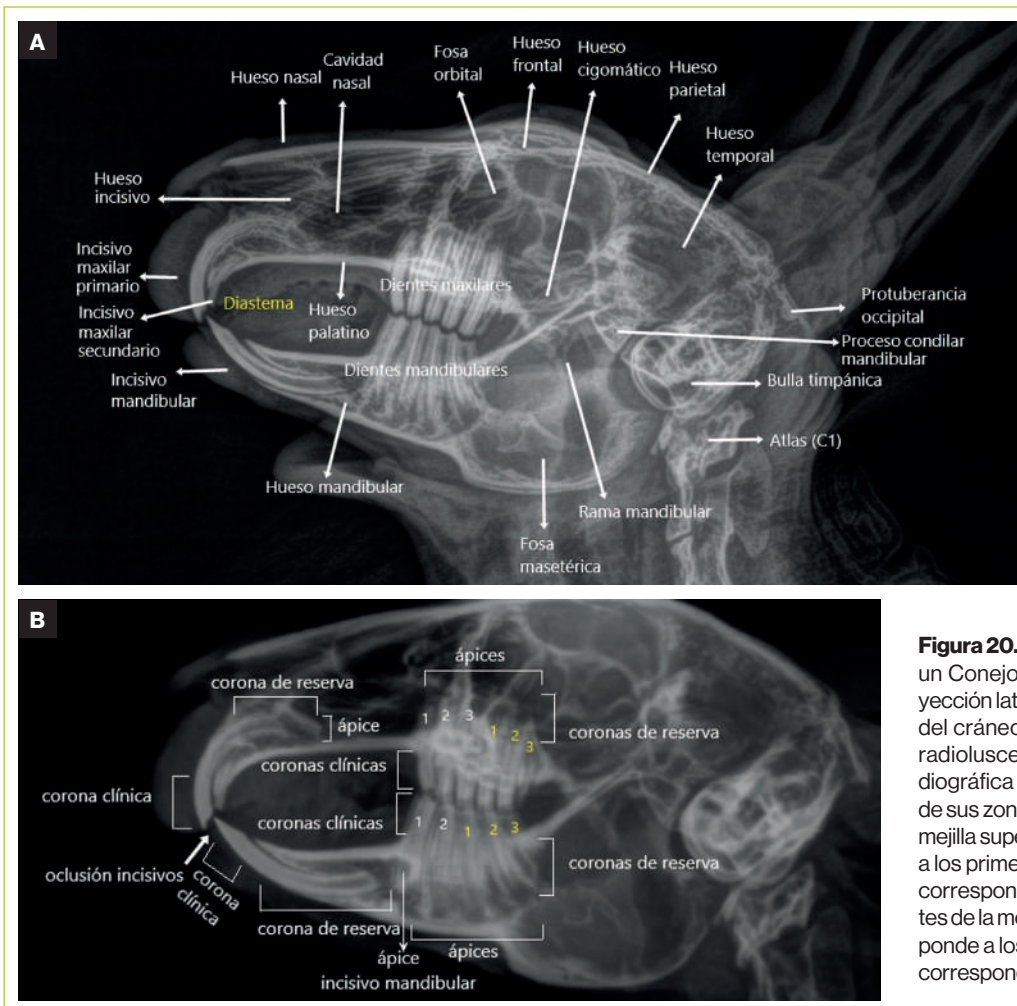 A
Hueso nasal
Cavidad
nasal
Fosa
orbital
Hueso
frontal
Hueso
cigomático
Hueso
parietal
Hueso
temporal
Hueso
incisivo
Incisivo
maxilar
primario
Incisivo
maxilar
secundario
Diastema
Hueso
palatino
Dientes maxilares
Dientes mandibulares
Incisivo
mandibular
Hueso mandibular
Protuberancia
occipital
Proceso condilar
mandibular
Bulla timpánica
Atlas (C1)
Rama mandibular
Fosa
masetérica
B
ápices
corona de reserva
ápice
1 2 3 1 2 3
coronas de reserva
coronas clínicas
corona clínica
coronas clínicas
1 2 1 2 3
oclusión incisivos
corona
clínica
coronas de reserva
corona de reserva
ápices
ápice
incisivo mandibular
Figura 20.
un Conejo
yección lat
del cráneo
radiolusce
diográfica
de sus zon
mejilla supe
a los prime
correspon
tes de la m
ponde a los
correspon